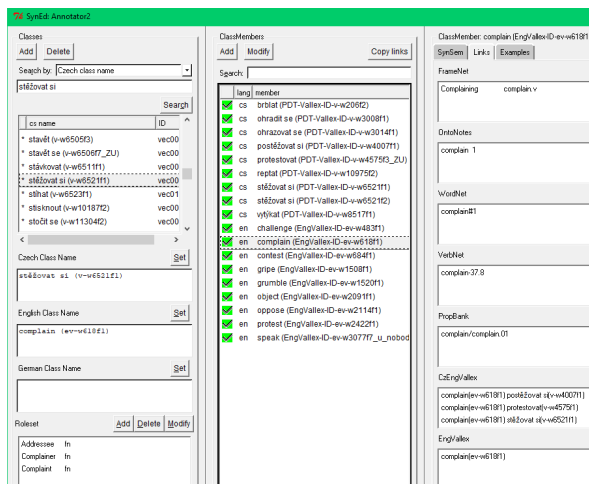 SynEd: Annotator2
Classes
Add Delete
Search by: Czech class name
stěžovat si
Search
cs name ID
* stavět (v-w6505f3) vec00
* stavět se (v-w6506f7_ZU) vec00
* stávkovat (v-w6511f1) vec00
* stěžovat si (v-w6521f1) vec00
* stíhat (v-w6523f1) vec01
* stisknout (v-w10187f2) vec00
* stočit se (v-w11304f2) vec00
Czech Class Name Set
stěžovat si (v-w6521f1)
English Class Name Set
complain (ev-w618f1)
German Class Name Set
Roleset Add Delete Modify
Addressee fn
Complainer fn
Complaint fn
ClassMembers
Add Modify Copy links
Search:
lang member
cs brblat (PDT-Vallex-ID-v-w206f2)
cs ohradit se (PDT-Vallex-ID-v-w3008f1)
cs ohrazovat se (PDT-Vallex-ID-v-w3014f1)
cs postěžovat si (PDT-Vallex-ID-v-w4007f1)
cs protestovat (PDT-Vallex-ID-v-w4575f3_ZU)
cs reptat (PDT-Vallex-ID-v-w10975f2)
cs stěžovat si (PDT-Vallex-ID-v-w6521f1)
cs stěžovat si (PDT-Vallex-ID-v-w6521f2)
cs vytýkat (PDT-Vallex-ID-v-w8517f1)
en challenge (EngVallex-ID-ev-w483f1)
en complain (EngVallex-ID-ev-w618f1)
en contest (EngVallex-ID-ev-w684f1)
en gripe (EngVallex-ID-ev-w1508f1)
en grumble (EngVallex-ID-ev-w1520f1)
en object (EngVallex-ID-ev-w2091f1)
en oppose (EngVallex-ID-ev-w2114f1)
en protest (EngVallex-ID-ev-w2422f1)
en speak (EngVallex-ID-ev-w3077f7_u_nobod
ClassMember: complain (EngVallex-ID-ev-w618f1
SynSem Links Examples
FrameNet
Complaining complain.v
OntoNotes
complain 1
WordNet
complain#1
VerbNet
complain-37.8
PropBank
complain/complain.01
CzEngVallex
complain(ev-w618f1) postěžovat si(v-w4007f1)
complain(ev-w618f1) protestovat(v-w4575f1)
complain(ev-w618f1) stěžovat si(v-w6521f1)
EngVallex
complain(ev-w618f1)